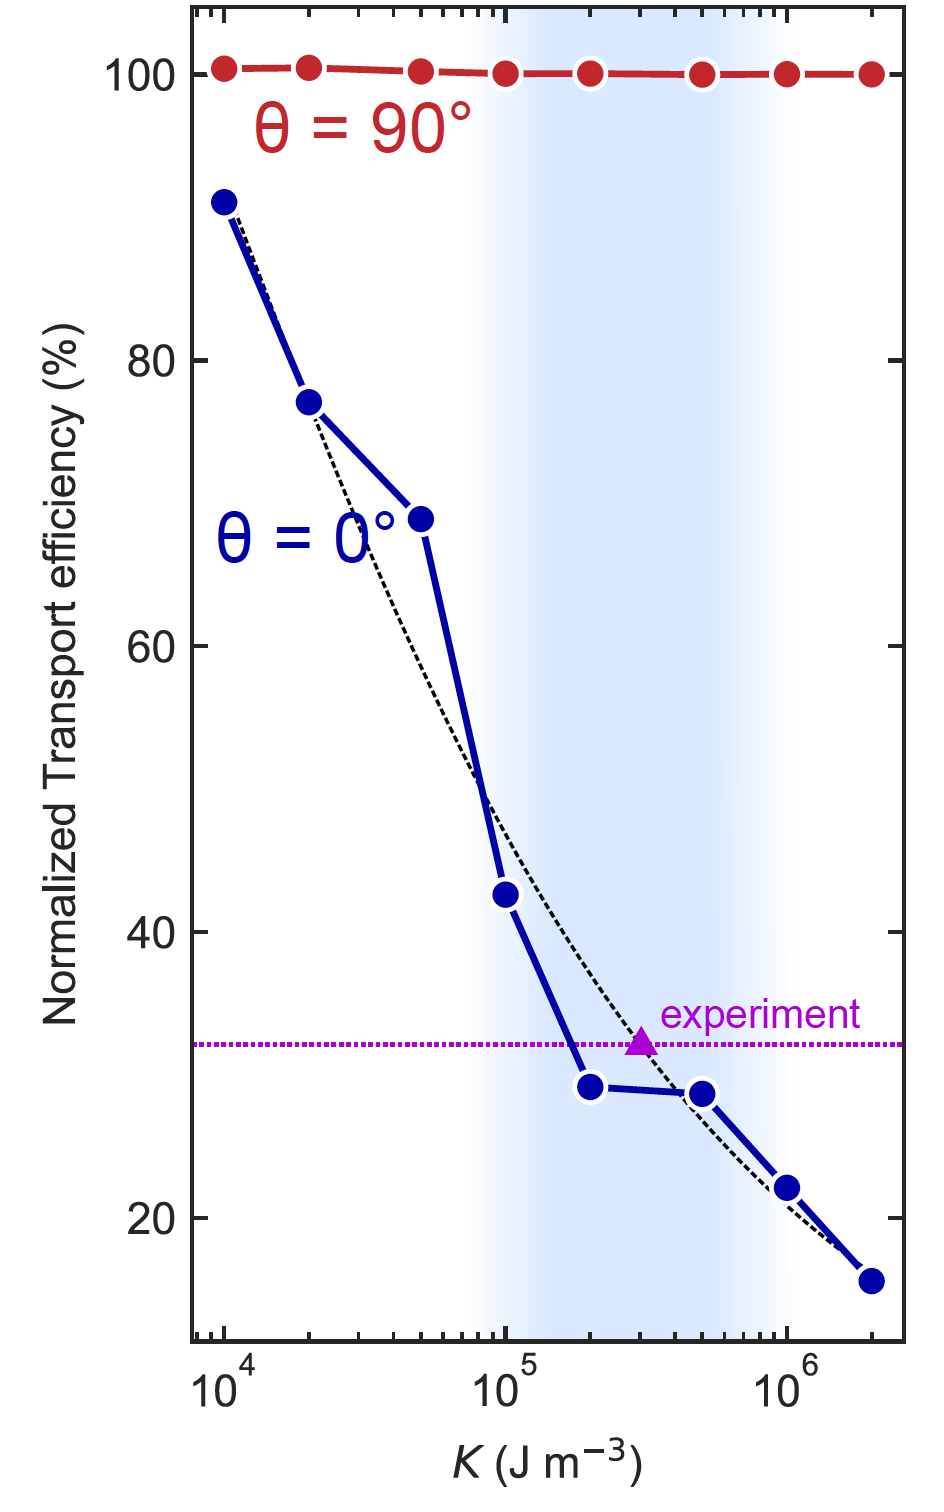 100
θ = 90°
80
θ = 0°
60
40
experiment
20
Normalized Transport efficiency (%)
10⁴ 10⁵ 10⁶
K (J m⁻³)